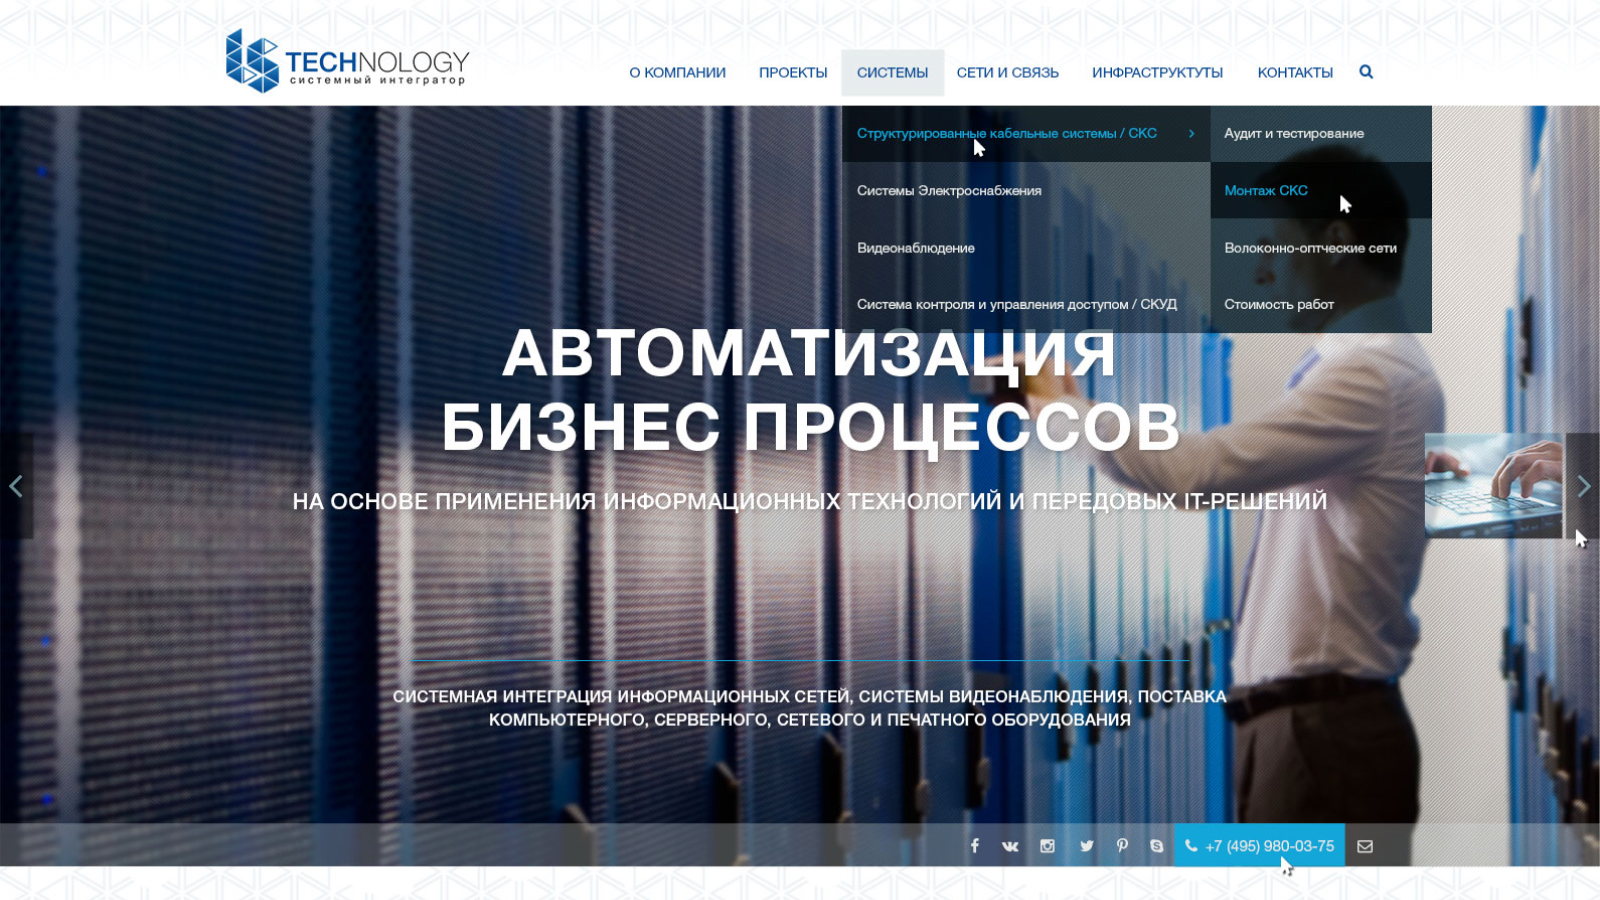 TECHNOLOGY
системный интегратор
О КОМПАНИИ
ПРОЕКТЫ
СИСТЕМЫ
СЕТИ И СВЯЗЬ
ИНФРАСТРУКТУТЫ
КОНТАКТЫ
Структурированные кабельные системы / СКС
Системы Электроснабжения
Видеонаблюдение
Система контроля и управления доступом / СКУД
Аудит и тестирование
Монтаж СКС
Волоконно-оптческие сети
Стоимость работ
АВТОМАТИЗАЦИЯ
БИЗНЕС ПРОЦЕССОВ
НА ОСНОВЕ ПРИМЕНЕНИЯ ИНФОРМАЦИОННЫХ ТЕХНОЛОГИЙ И ПЕРЕДОВЫХ IT-РЕШЕНИЙ
СИСТЕМНАЯ ИНТЕГРАЦИЯ ИНФОРМАЦИОННЫХ СЕТЕЙ, СИСТЕМЫ ВИДЕОНАБЛЮДЕНИЯ, ПОСТАВКА
КОМПЬЮТЕРНОГО, СЕРВЕРНОГО, СЕТЕВОГО И ПЕЧАТНОГО ОБОРУДОВАНИЯ
+7 (495) 980-03-75